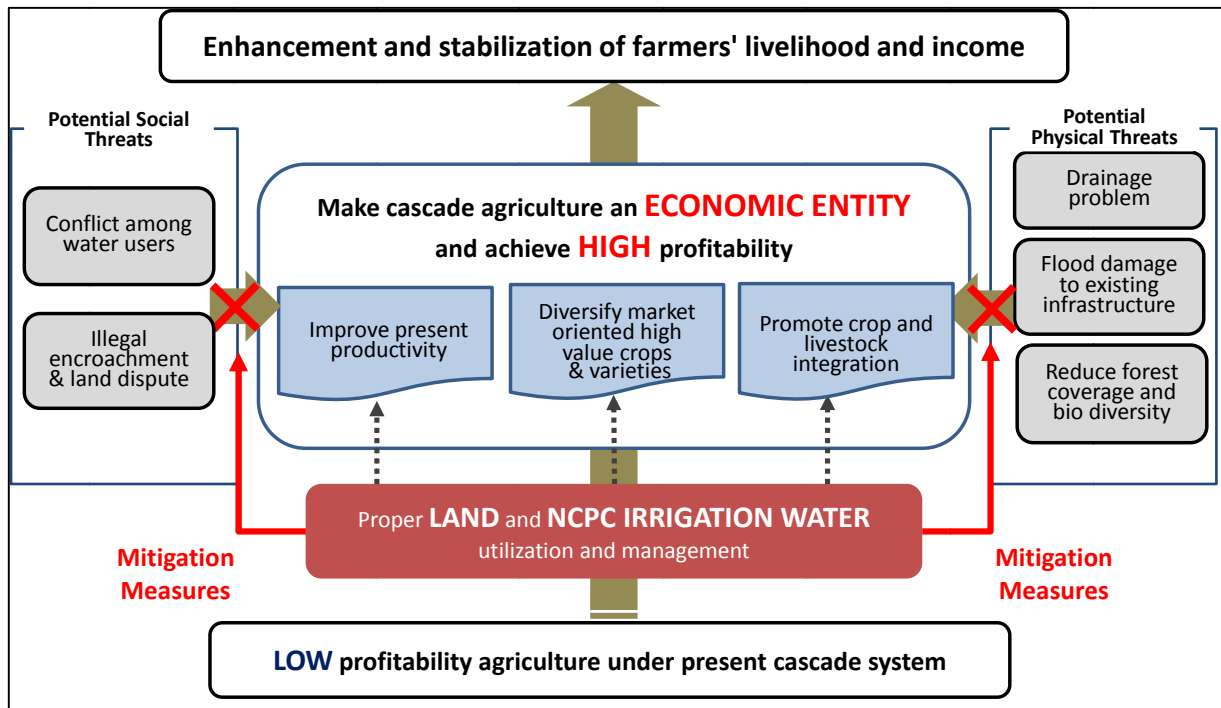 Enhancement and stabilization of farmers' livelihood and income
Potential Social
Threats
Conflict among
water users
Illegal
encroachment
& land dispute
Potential
Physical Threats
Drainage
problem
Flood damage
to existing
infrastructure
Reduce forest
coverage and
bio diversity
Make cascade agriculture an ECONOMIC ENTITY
and achieve HIGH profitability
Improve present
productivity
Diversify market
oriented high
value crops
& varieties
Promote crop and
livestock
integration
Proper LAND and NCPC IRRIGATION WATER
utilization and management
Mitigation
Measures
Mitigation
Measures
LOW profitability agriculture under present cascade system